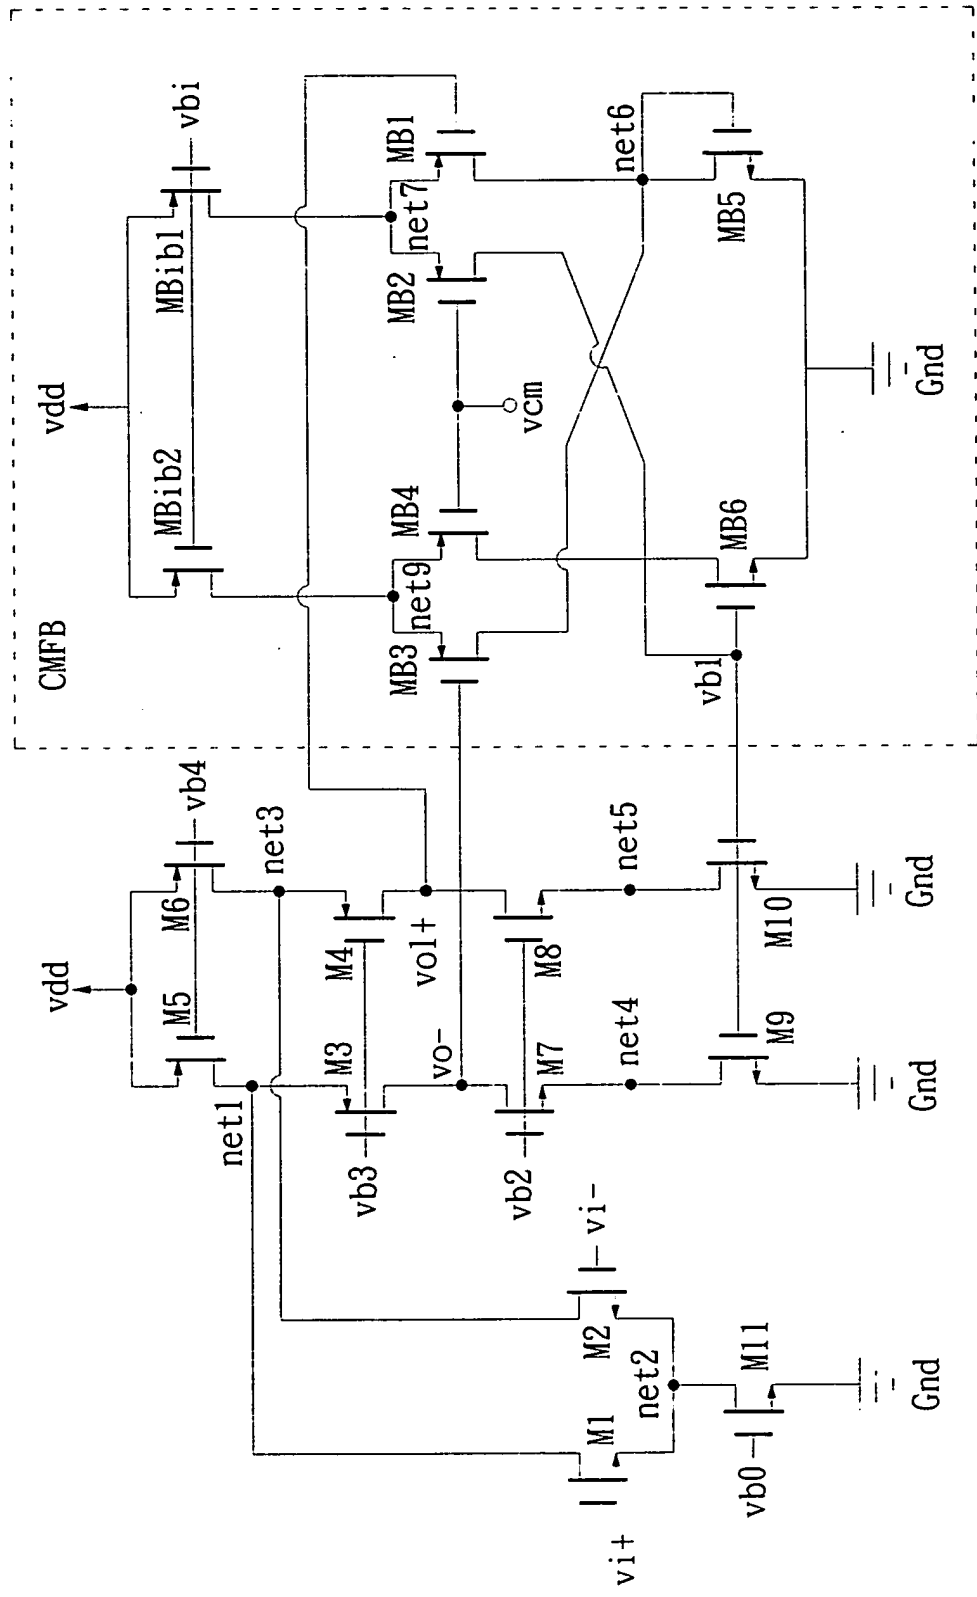 CMFB
vdd
MBib2
MBib1
vbi
net9
net7
MB3
MB4
MB2
MB1
vcm
net6
vb1
MB6
MB5
Gnd
vdd
M5
M6
vb4
net1
net3
vb3
M3
M4
vo-
vo1+
vb2
M7
M8
net4
net5
M9
M10
Gnd
Gnd
vi+
M1
M2
vi-
net2
vb0
M11
Gnd